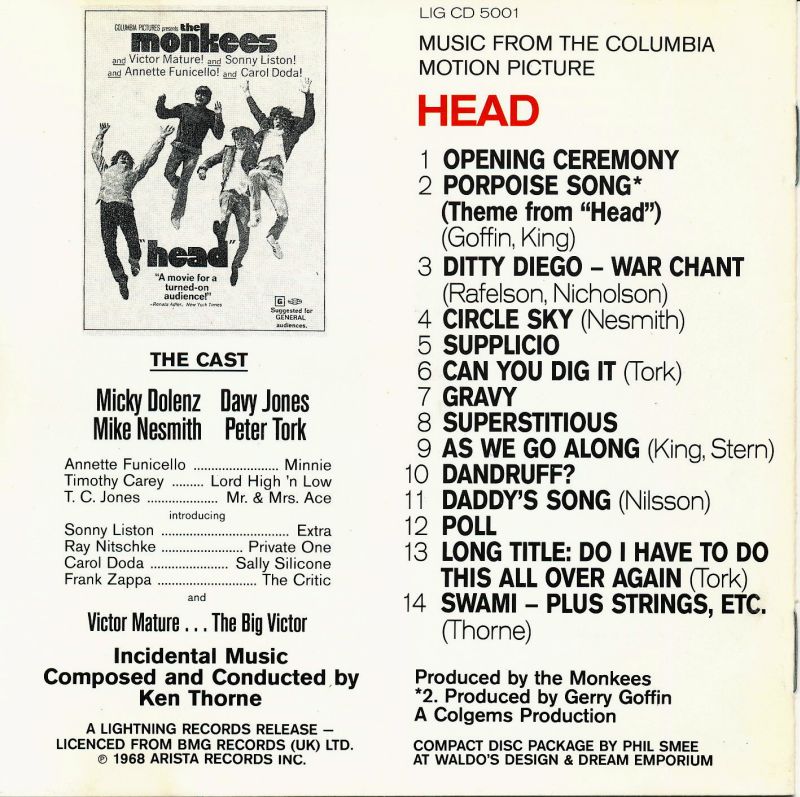 COLUMBIA PICTURES presents the
monkees
and Victor Mature! and Sonny Liston!
and Annette Funicello! and Carol Doda!
"head"
"A movie for a
turned-on
audience!"
—Renata Adler, New York Times
G
Suggested for
GENERAL
audiences.
THE CAST
Micky Dolenz Davy Jones
Mike Nesmith Peter Tork
Annette Funicello ........................ Minnie
Timothy Carey ......... Lord High 'n Low
T. C. Jones .................... Mr. & Mrs. Ace
introducing
Sonny Liston .................................... Extra
Ray Nitschke ....................... Private One
Carol Doda ...................... Sally Silicone
Frank Zappa ............................ The Critic
and
Victor Mature . . . The Big Victor
Incidental Music
Composed and Conducted by
Ken Thorne
A LIGHTNING RECORDS RELEASE –
LICENCED FROM BMG RECORDS (UK) LTD.
℗ 1968 ARISTA RECORDS INC.
LIG CD 5001
MUSIC FROM THE COLUMBIA
MOTION PICTURE
HEAD
1 OPENING CEREMONY
2 PORPOISE SONG*
(Theme from "Head")
(Goffin, King)
3 DITTY DIEGO – WAR CHANT
(Rafelson, Nicholson)
4 CIRCLE SKY (Nesmith)
5 SUPPLICIO
6 CAN YOU DIG IT (Tork)
7 GRAVY
8 SUPERSTITIOUS
9 AS WE GO ALONG (King, Stern)
10 DANDRUFF?
11 DADDY'S SONG (Nilsson)
12 POLL
13 LONG TITLE: DO I HAVE TO DO
THIS ALL OVER AGAIN (Tork)
14 SWAMI – PLUS STRINGS, ETC.
(Thorne)
Produced by the Monkees
*2. Produced by Gerry Goffin
A Colgems Production
COMPACT DISC PACKAGE BY PHIL SMEE
AT WALDO'S DESIGN & DREAM EMPORIUM